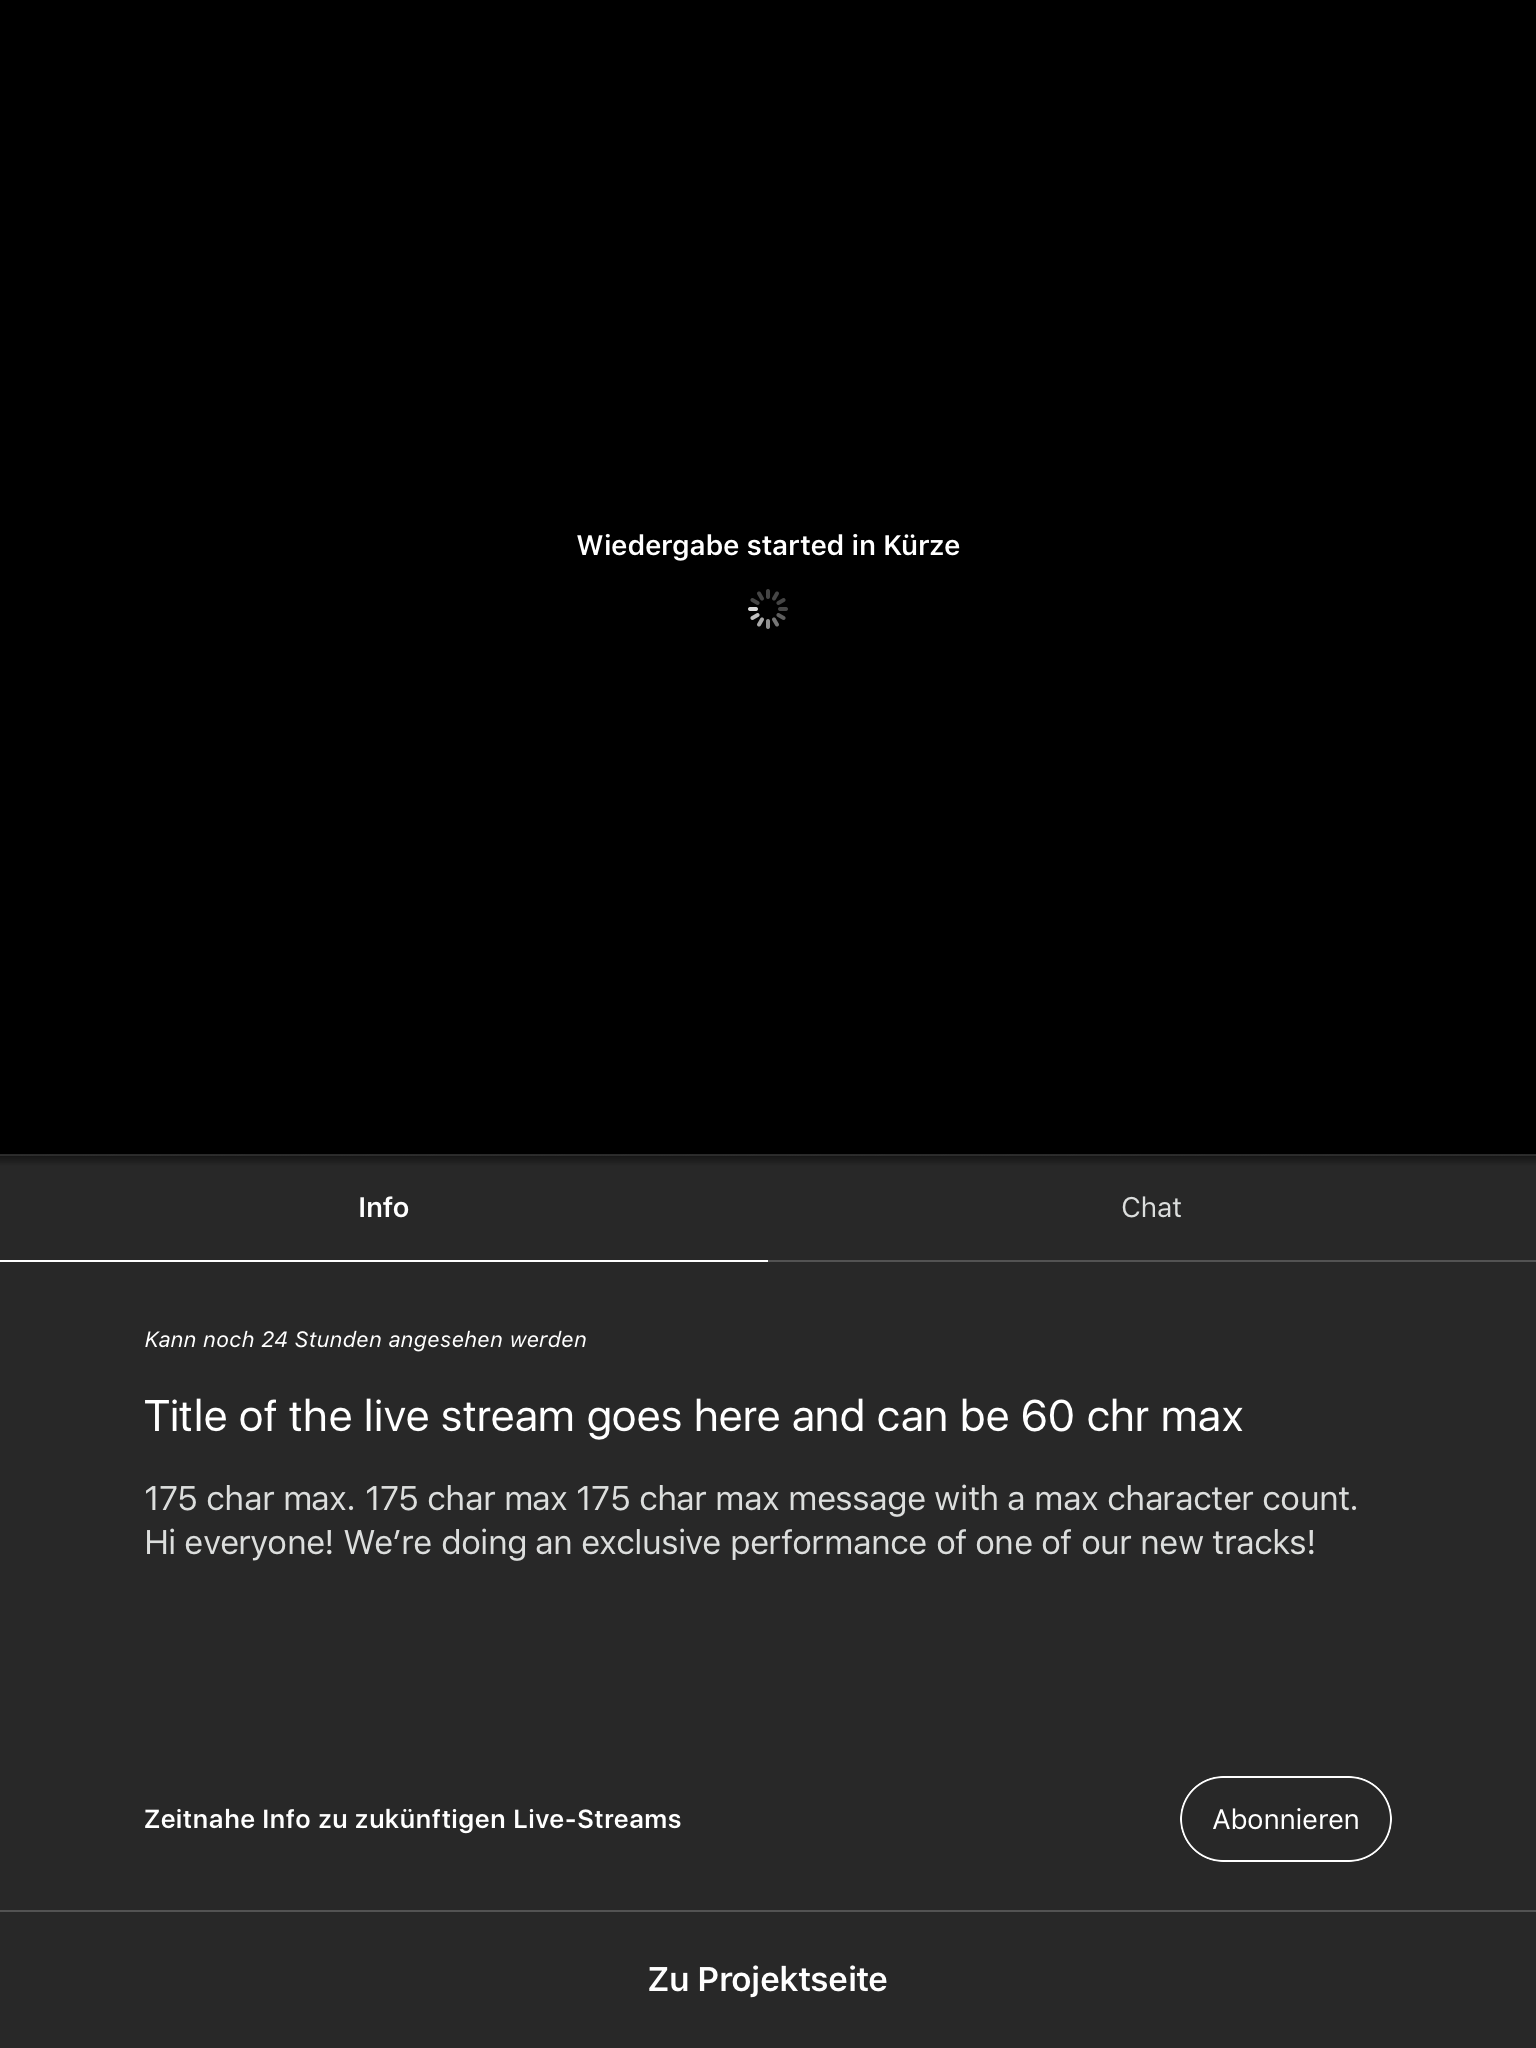 Wiedergabe started in Kürze
Info
Chat
Kann noch 24 Stunden angesehen werden
Title of the live stream goes here and can be 60 chr max
175 char max. 175 char max 175 char max message with a max character count.
Hi everyone! We’re doing an exclusive performance of one of our new tracks!
Zeitnahe Info zu zukünftigen Live-Streams
Abonnieren
Zu Projektseite